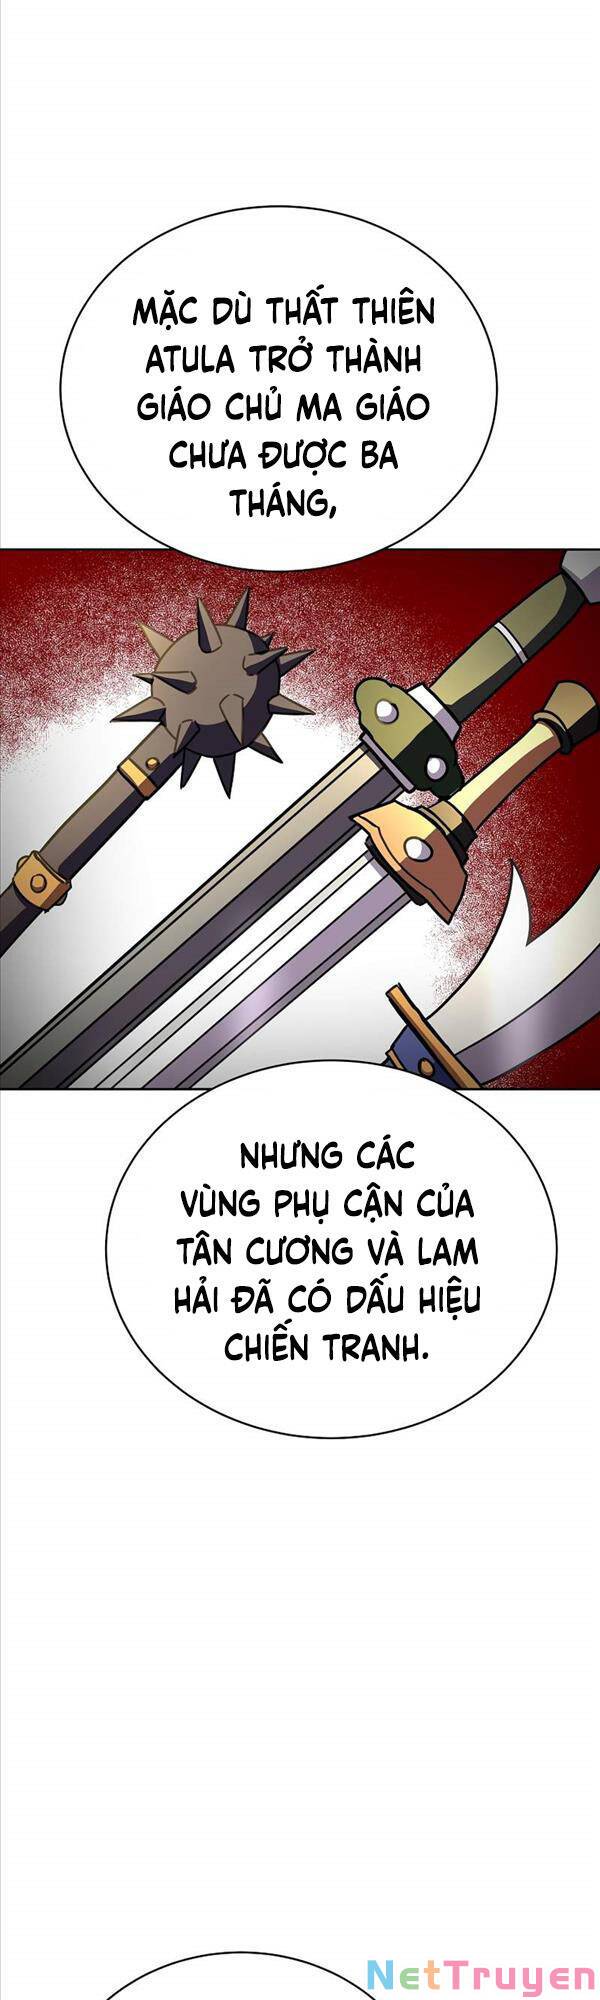 MẶC DÙ THẤT THIÊN
ATULA TRỞ THÀNH
GIÁO CHỦ MA GIÁO
CHƯA ĐƯỢC BA
THÁNG,
NHƯNG CÁC
VÙNG PHỤ CẬN CỦA
TÂN CƯƠNG VÀ LAM
HẢI ĐÃ CÓ DẤU HIỆU
CHIẾN TRANH.
NetTruyen